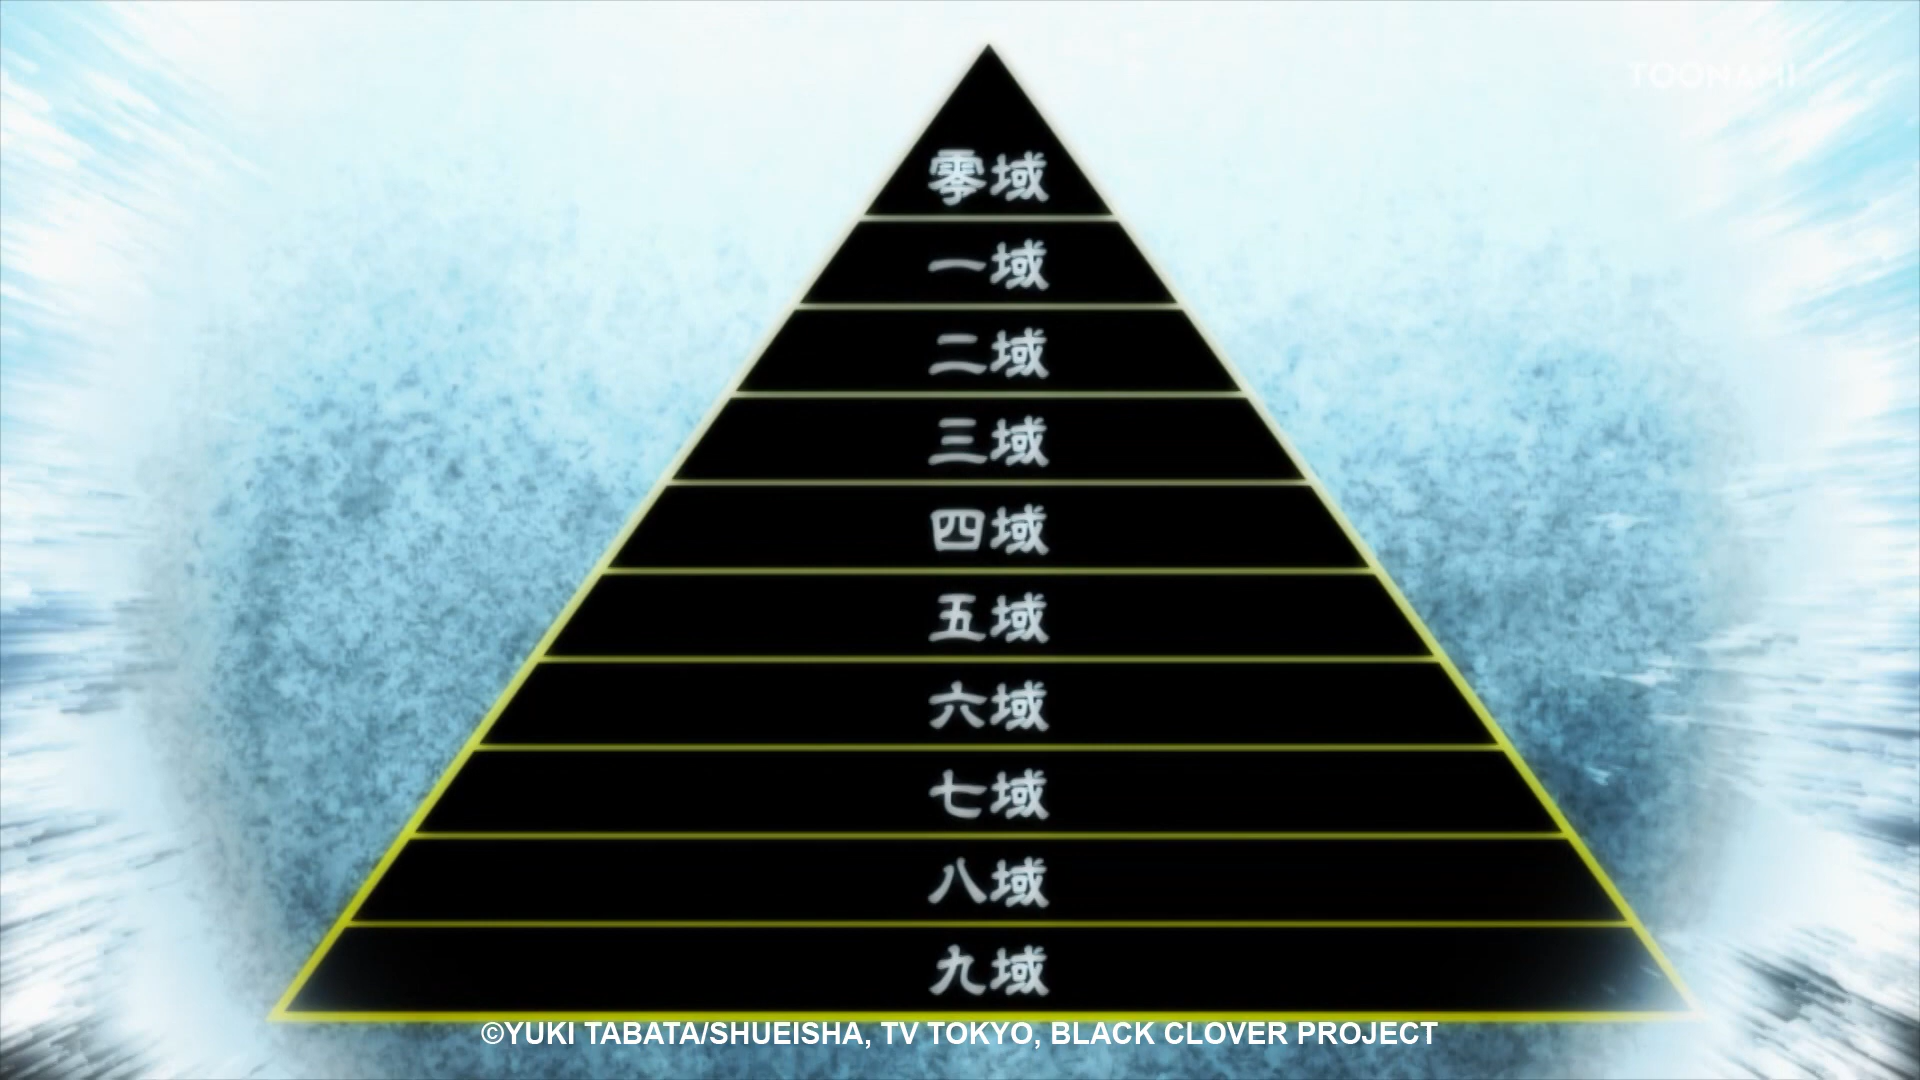 TOONAMI
零域
一域
二域
三域
四域
五域
六域
七域
八域
九域
©YUKI TABATA/SHUEISHA, TV TOKYO, BLACK CLOVER PROJECT